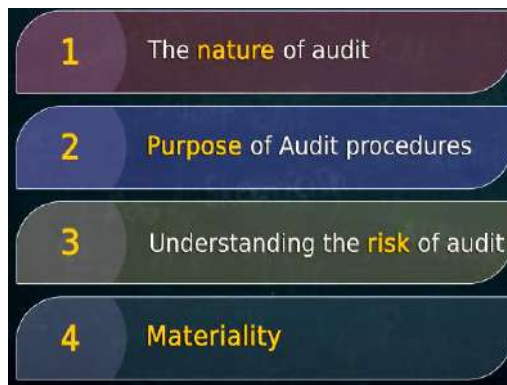 1 The nature of audit
2 Purpose of Audit procedures
3 Understanding the risk of audit
4 Materiality